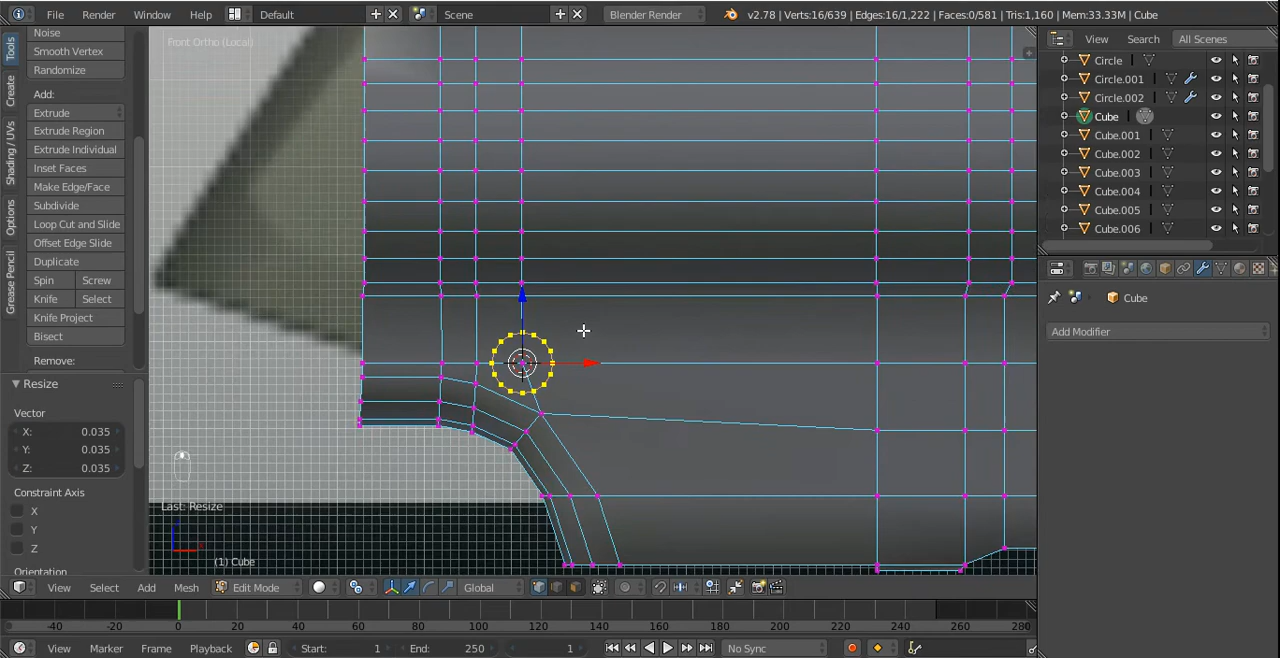 File Render Window Help Default Scene Blender Render v2.78 | Verts:16/639 | Edges:16/1,222 | Faces:0/581 | Tris:1,160 | Mem:33.33M | Cube
Tools
Create
Shading / UVs
Options
Grease Pencil
Noise
Smooth Vertex
Randomize
Add:
Extrude
Extrude Region
Extrude Individual
Inset Faces
Make Edge/Face
Subdivide
Loop Cut and Slide
Offset Edge Slide
Duplicate
Spin Screw
Knife Select
Knife Project
Bisect
Remove:
Resize
Vector
X: 0.035
Y: 0.035
Z: 0.035
Constraint Axis
X
Y
Z
Orientation
Front Ortho (Local)
Last: Resize
(1) Cube
View Search All Scenes
Circle
Circle.001
Circle.002
Cube
Cube.001
Cube.002
Cube.003
Cube.004
Cube.005
Cube.006
Cube
Add Modifier
View Select Add Mesh Edit Mode Global
-40 -20 0 20 40 60 80 100 120 140 160 180 200 220 240 260 280
View Marker Frame Playback Start: 1 End: 250 1 No Sync